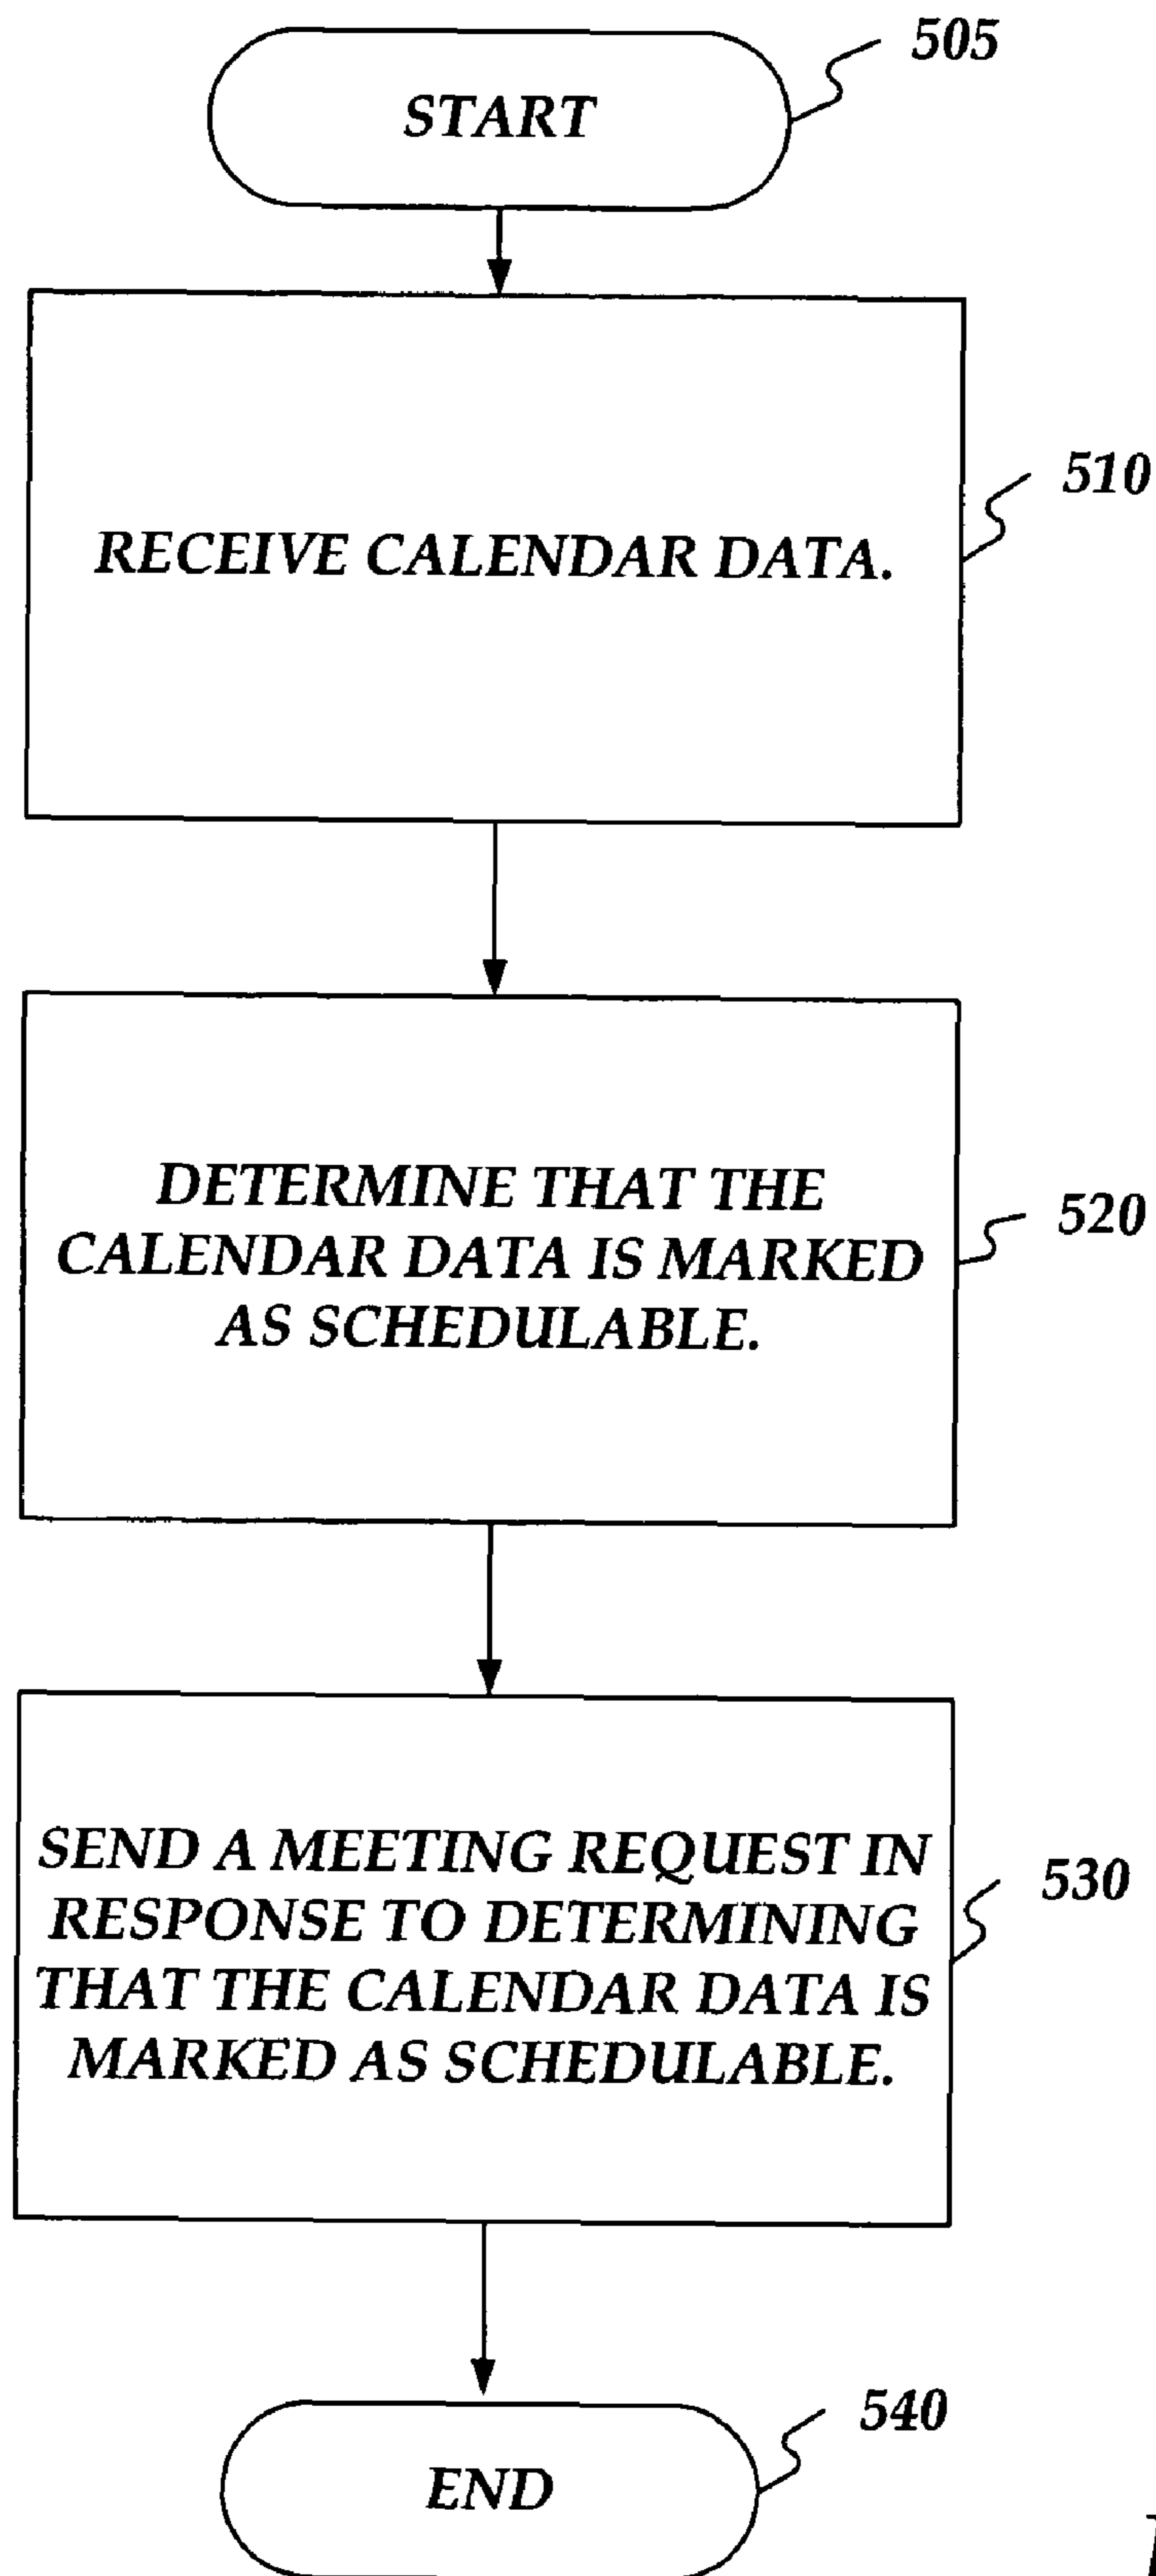 START
505
RECEIVE CALENDAR DATA.
510
DETERMINE THAT THE
CALENDAR DATA IS MARKED
AS SCHEDULABLE.
520
SEND A MEETING REQUEST IN
RESPONSE TO DETERMINING
THAT THE CALENDAR DATA IS
MARKED AS SCHEDULABLE.
530
END
540